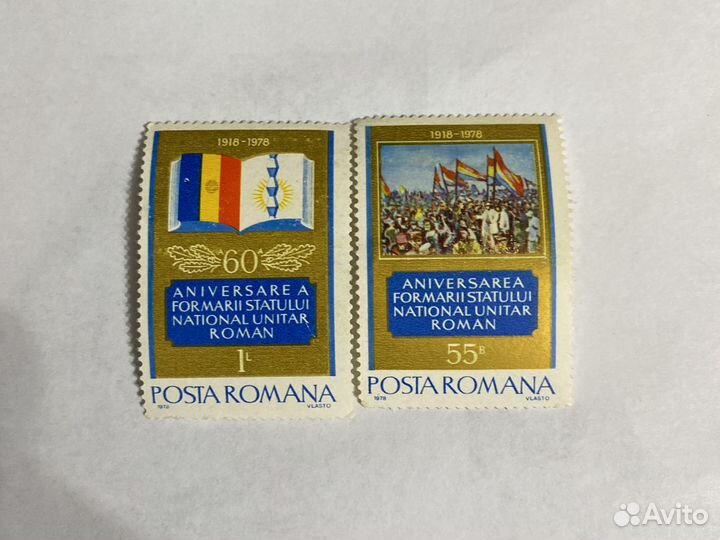 1918-1978
60
ANIVERSARE A
FORMARII STATULUI
NATIONAL UNITAR
ROMAN
1L
POSTA ROMANA
1978 VLASTO
1918-1978
ANIVERSAREA
FORMARII STATULUI
NATIONAL UNITAR
ROMAN
55B
POSTA ROMANA
1978 VLASTO
Avito